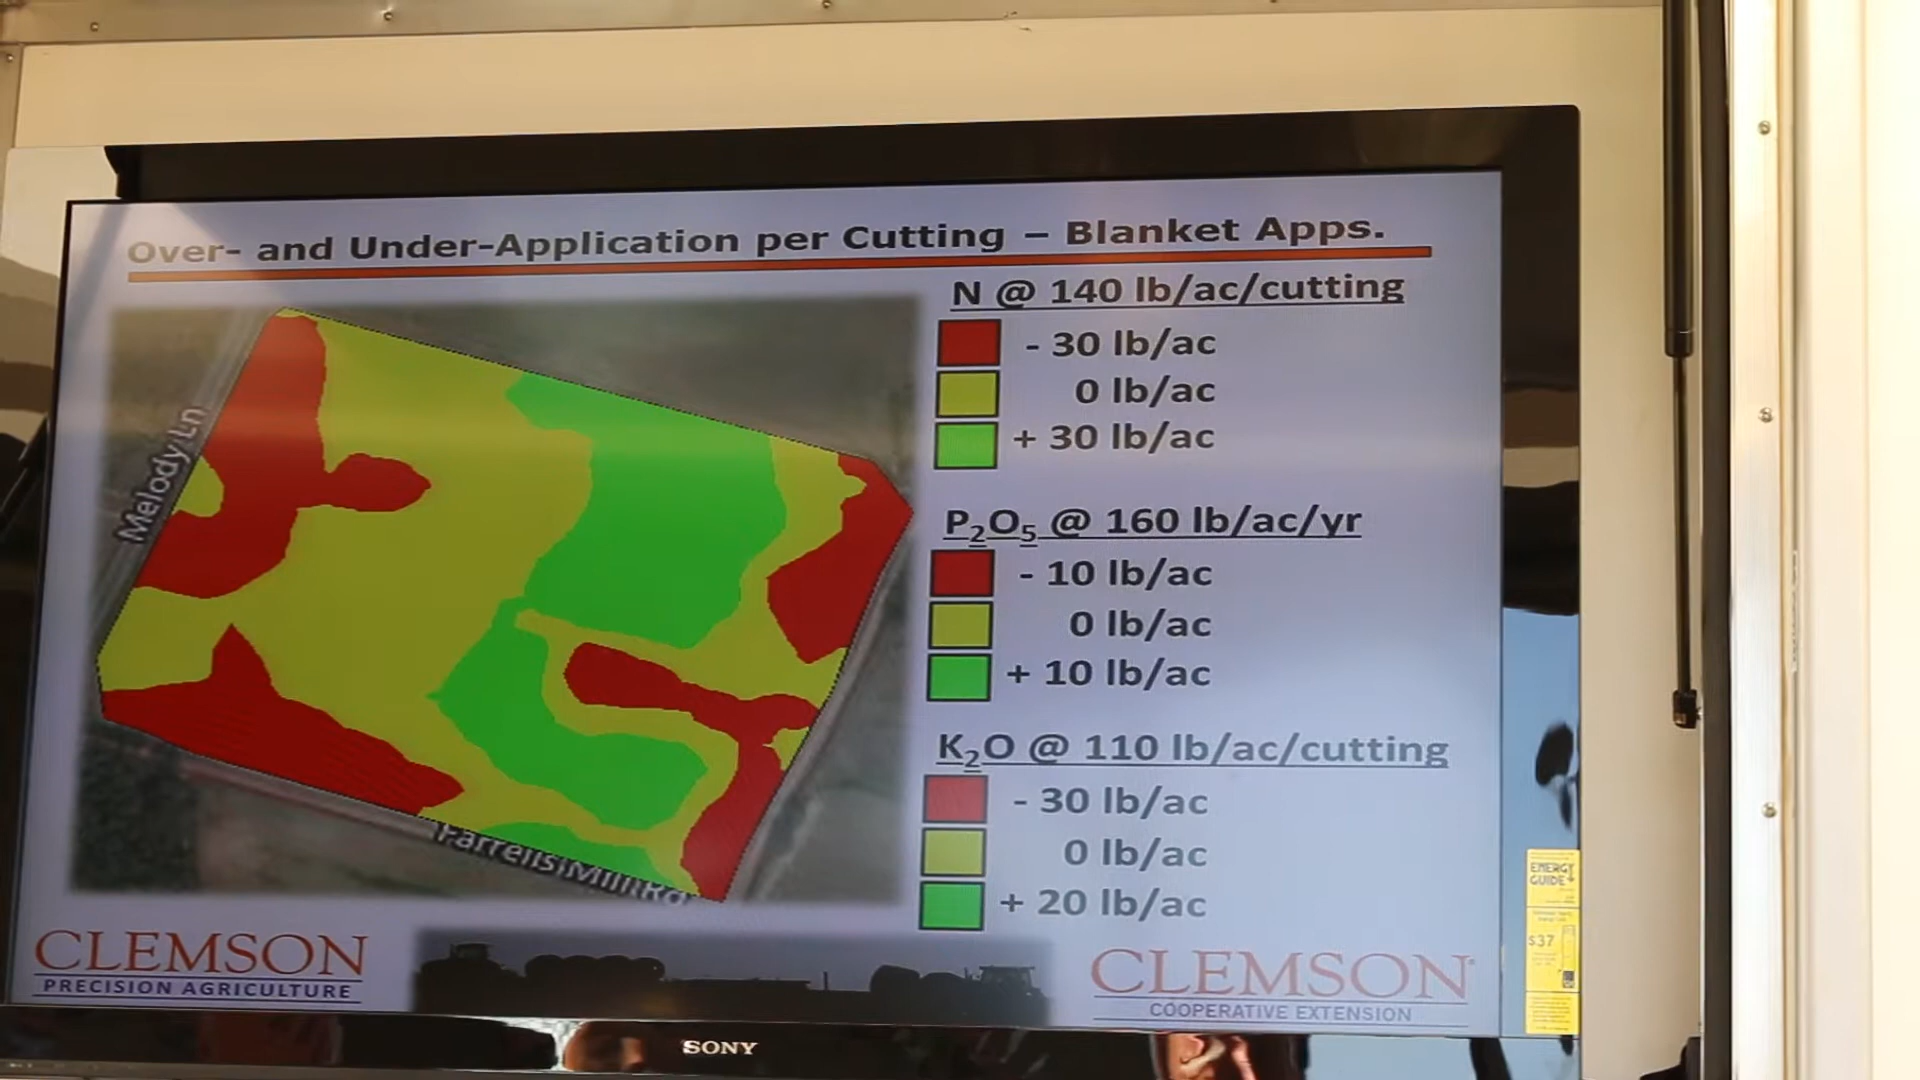 Over- and Under-Application per Cutting – Blanket Apps.
N @ 140 lb/ac/cutting
- 30 lb/ac
0 lb/ac
+ 30 lb/ac
P₂O₅ @ 160 lb/ac/yr
- 10 lb/ac
0 lb/ac
+ 10 lb/ac
K₂O @ 110 lb/ac/cutting
- 30 lb/ac
0 lb/ac
+ 20 lb/ac
Melody Ln
Farrells Mill Rd
CLEMSON
PRECISION AGRICULTURE
CLEMSON
COOPERATIVE EXTENSION
SONY
ENERGY
GUIDE
$37